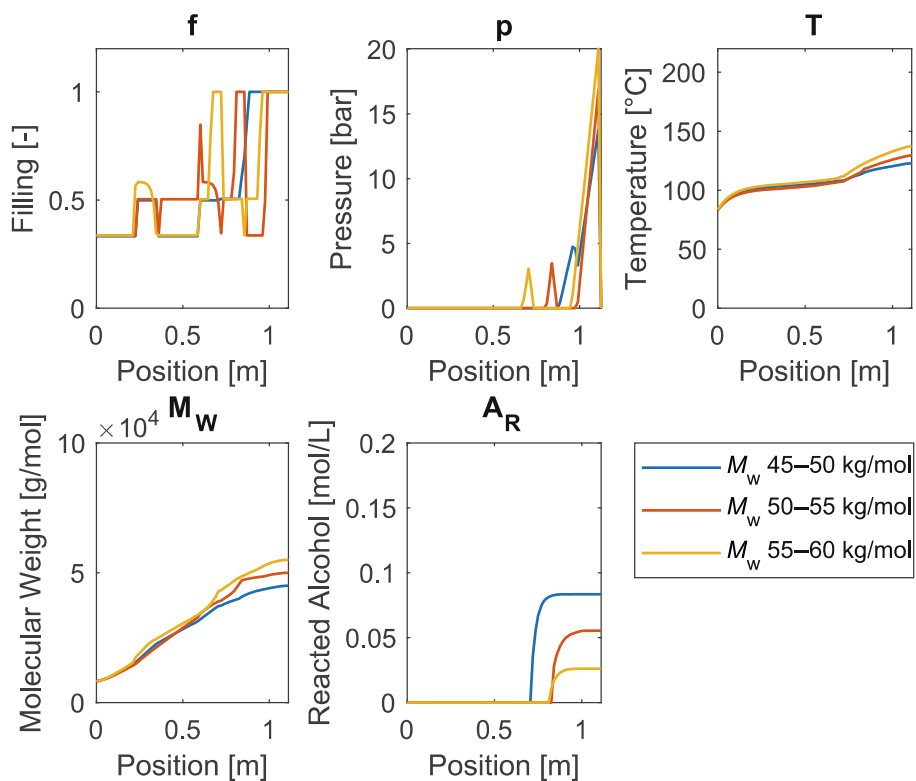 f
Filling [-]
1
0.5
0
0
0.5
1
Position [m]
p
Pressure [bar]
20
15
10
5
0
0
0.5
1
Position [m]
T
Temperature [°C]
200
150
100
50
0
0
0.5
1
Position [m]
M_W
Molecular Weight [g/mol]
×10^4
10
5
0
0
0.5
1
Position [m]
A_R
Reacted Alcohol [mol/L]
0.2
0.15
0.1
0.05
0
0
0.5
1
Position [m]
M_w 45–50 kg/mol
M_w 50–55 kg/mol
M_w 55–60 kg/mol